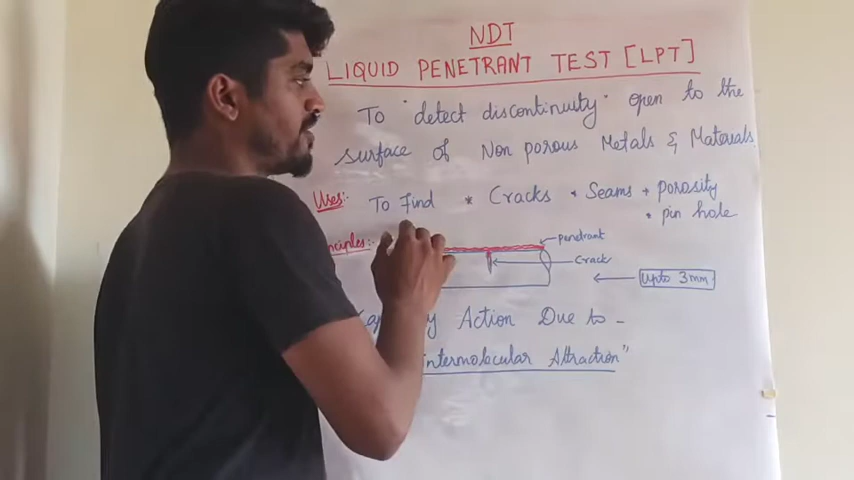 NDT
LIQUID PENETRANT TEST [LPT]
To "detect discontinuity" open to the
surface of Non porous Metals & Materials
Uses:- To Find * Cracks * Seams * porosity
* pin hole
penetrant
Crack
upto 3mm
Action Due to -
Intermolecular Attraction"